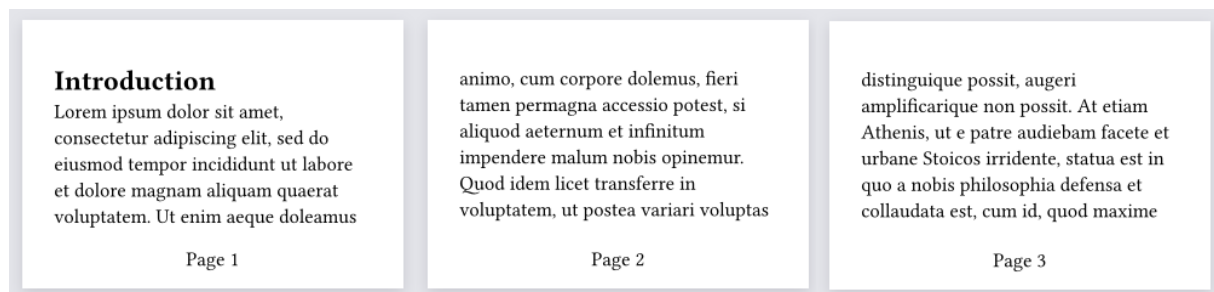 Introduction
Lorem ipsum dolor sit amet,
consectetur adipiscing elit, sed do
eiusmod tempor incididunt ut labore
et dolore magnam aliquam quaerat
voluptatem. Ut enim aeque doleamus
Page 1
animo, cum corpore dolemus, fieri
tamen permagna accessio potest, si
aliquod aeternum et infinitum
impendere malum nobis opinemur.
Quod idem licet transferre in
voluptatem, ut postea variari voluptas
Page 2
distinguique possit, augeri
amplificarique non possit. At etiam
Athenis, ut e patre audiebam facete et
urbane Stoicos irridente, statua est in
quo a nobis philosophia defensa et
collaudata est, cum id, quod maxime
Page 3